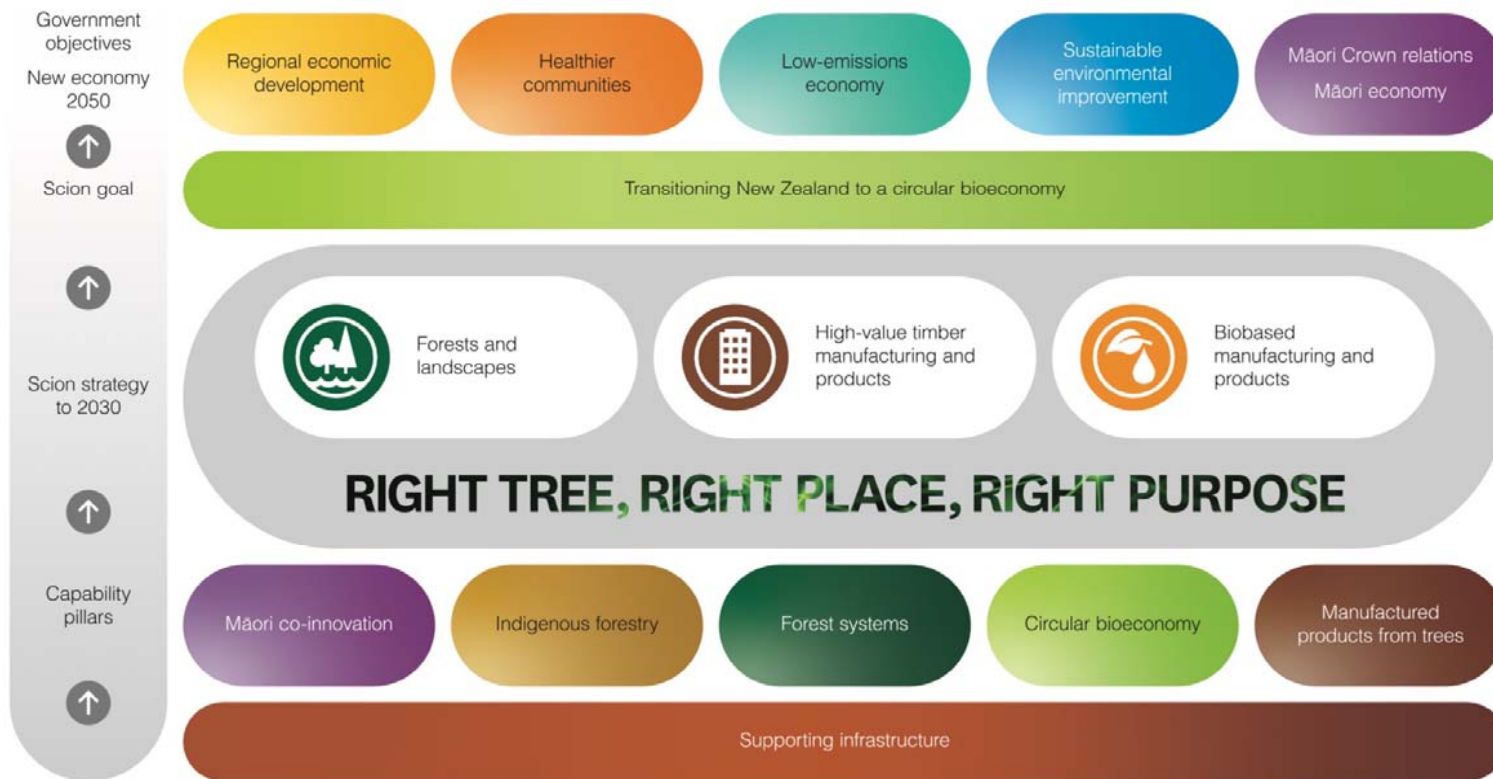 Government
objectives
New economy
2050
Regional economic
development
Healthier
communities
Low-emissions
economy
Sustainable
environmental
improvement
Māori Crown relations
Māori economy
Scion goal
Transitioning New Zealand to a circular bioeconomy
Scion strategy
to 2030
Forests and
landscapes
High-value timber
manufacturing and
products
Biobased
manufacturing and
products
RIGHT TREE, RIGHT PLACE, RIGHT PURPOSE
Capability
pillars
Māori co-innovation
Indigenous forestry
Forest systems
Circular bioeconomy
Manufactured
products from trees
Supporting infrastructure